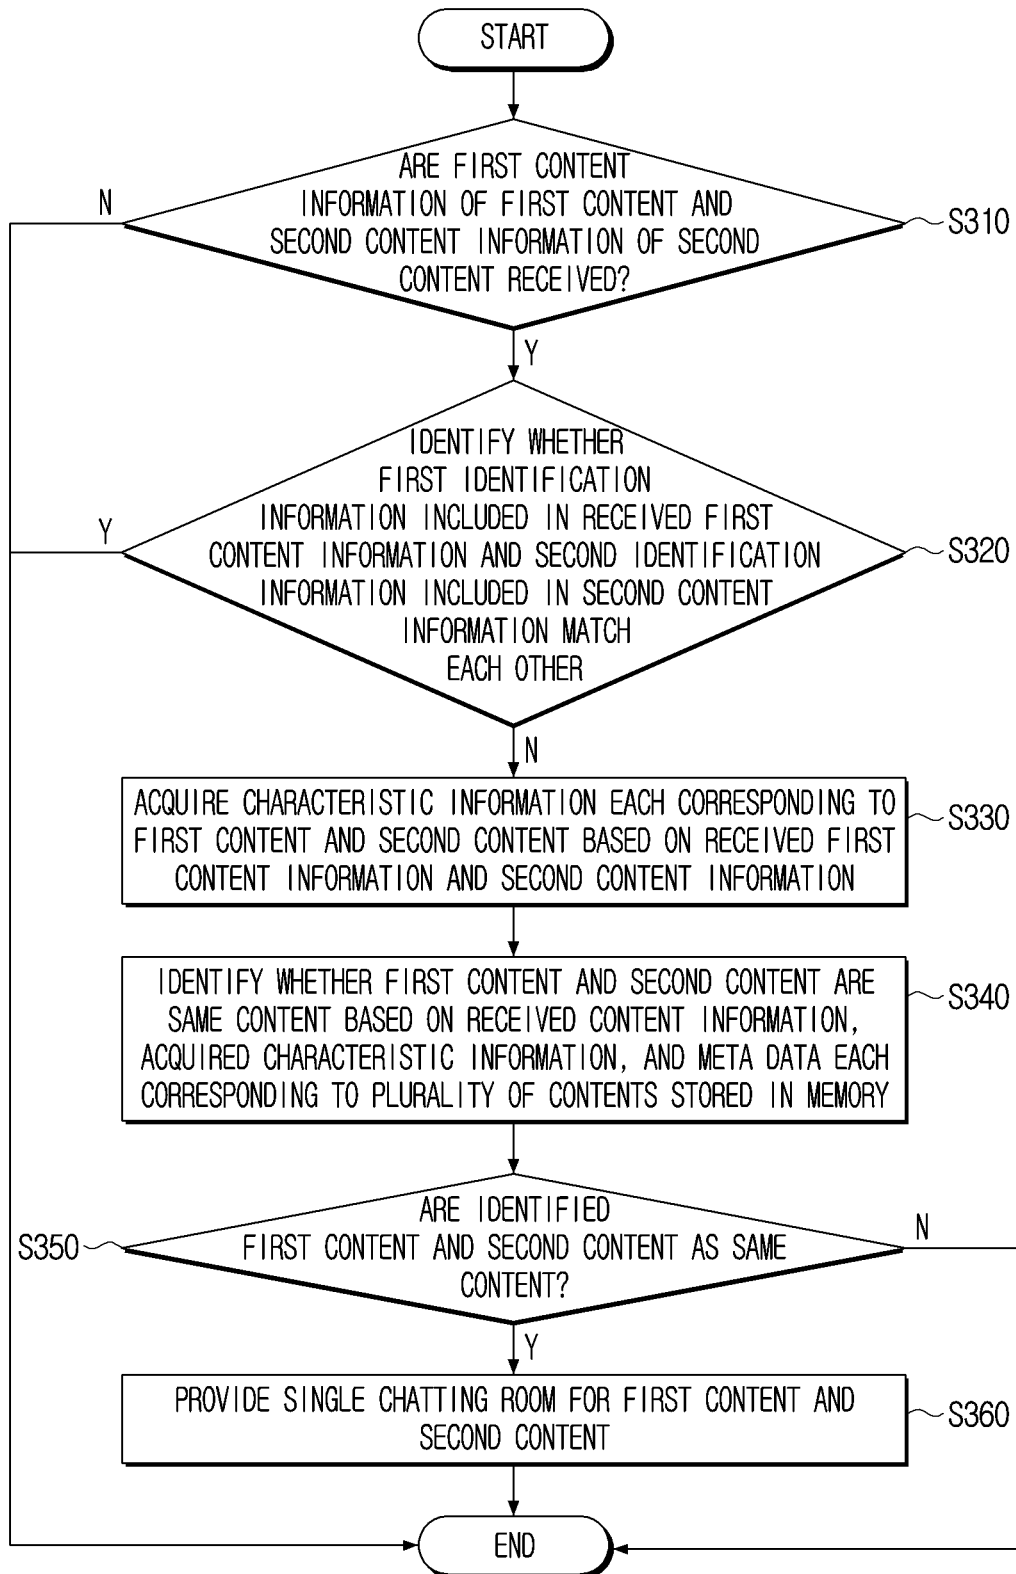 START
ARE FIRST CONTENT
INFORMATION OF FIRST CONTENT AND
SECOND CONTENT INFORMATION OF SECOND
CONTENT RECEIVED?
N
S310
Y
IDENTIFY WHETHER
FIRST IDENTIFICATION
INFORMATION INCLUDED IN RECEIVED FIRST
CONTENT INFORMATION AND SECOND IDENTIFICATION
INFORMATION INCLUDED IN SECOND CONTENT
INFORMATION MATCH
EACH OTHER
Y
S320
N
ACQUIRE CHARACTERISTIC INFORMATION EACH CORRESPONDING TO
FIRST CONTENT AND SECOND CONTENT BASED ON RECEIVED FIRST
CONTENT INFORMATION AND SECOND CONTENT INFORMATION
S330
IDENTIFY WHETHER FIRST CONTENT AND SECOND CONTENT ARE
SAME CONTENT BASED ON RECEIVED CONTENT INFORMATION,
ACQUIRED CHARACTERISTIC INFORMATION, AND META DATA EACH
CORRESPONDING TO PLURALITY OF CONTENTS STORED IN MEMORY
S340
ARE IDENTIFIED
FIRST CONTENT AND SECOND CONTENT AS SAME
CONTENT?
S350
N
Y
PROVIDE SINGLE CHATTING ROOM FOR FIRST CONTENT AND
SECOND CONTENT
S360
END